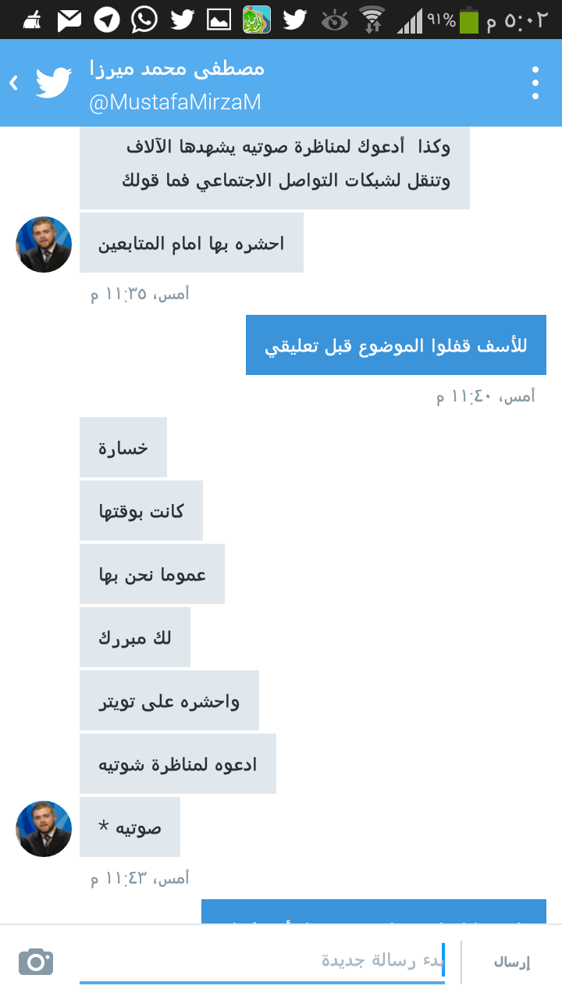 ٥:٠٢ م
٩١%
مصطفى محمد ميرزا
@MustafaMirzaM
وكذا أدعوك لمناظرة صوتيه يشهدها الآلاف
وتنقل لشبكات التواصل الاجتماعي فما قولك
احشره بها امام المتابعين
أمس، ١١:٣٥ م
للأسف قفلوا الموضوع قبل تعليقي
أمس، ١١:٤٠ م
خسارة
كانت بوقتها
عموما نحن بها
لك مبررك
واحشره على تويتر
ادعوه لمناظرة شوتيه
صوتيه *
أمس، ١١:٤٣ م
بدء رسالة جديدة
إرسال